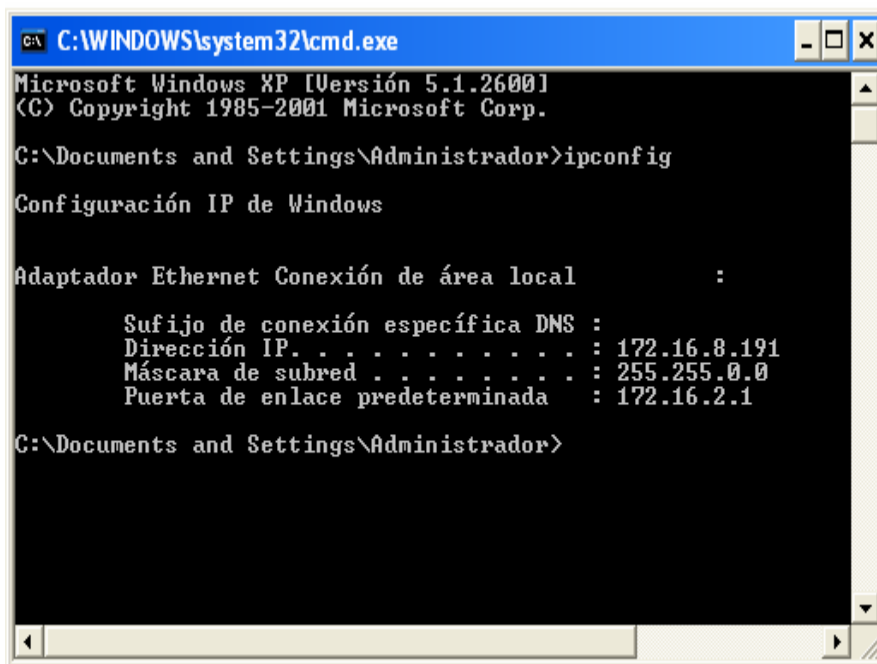 C:\WINDOWS\system32\cmd.exe
Microsoft Windows XP [Versión 5.1.2600]
(C) Copyright 1985-2001 Microsoft Corp.
C:\Documents and Settings\Administrador>ipconfig
Configuración IP de Windows
Adaptador Ethernet Conexión de área local          :
Sufijo de conexión específica DNS :
Dirección IP. . . . . . . . . . . . : 172.16.8.191
Máscara de subred . . . . . . . . . : 255.255.0.0
Puerta de enlace predeterminada   : 172.16.2.1
C:\Documents and Settings\Administrador>